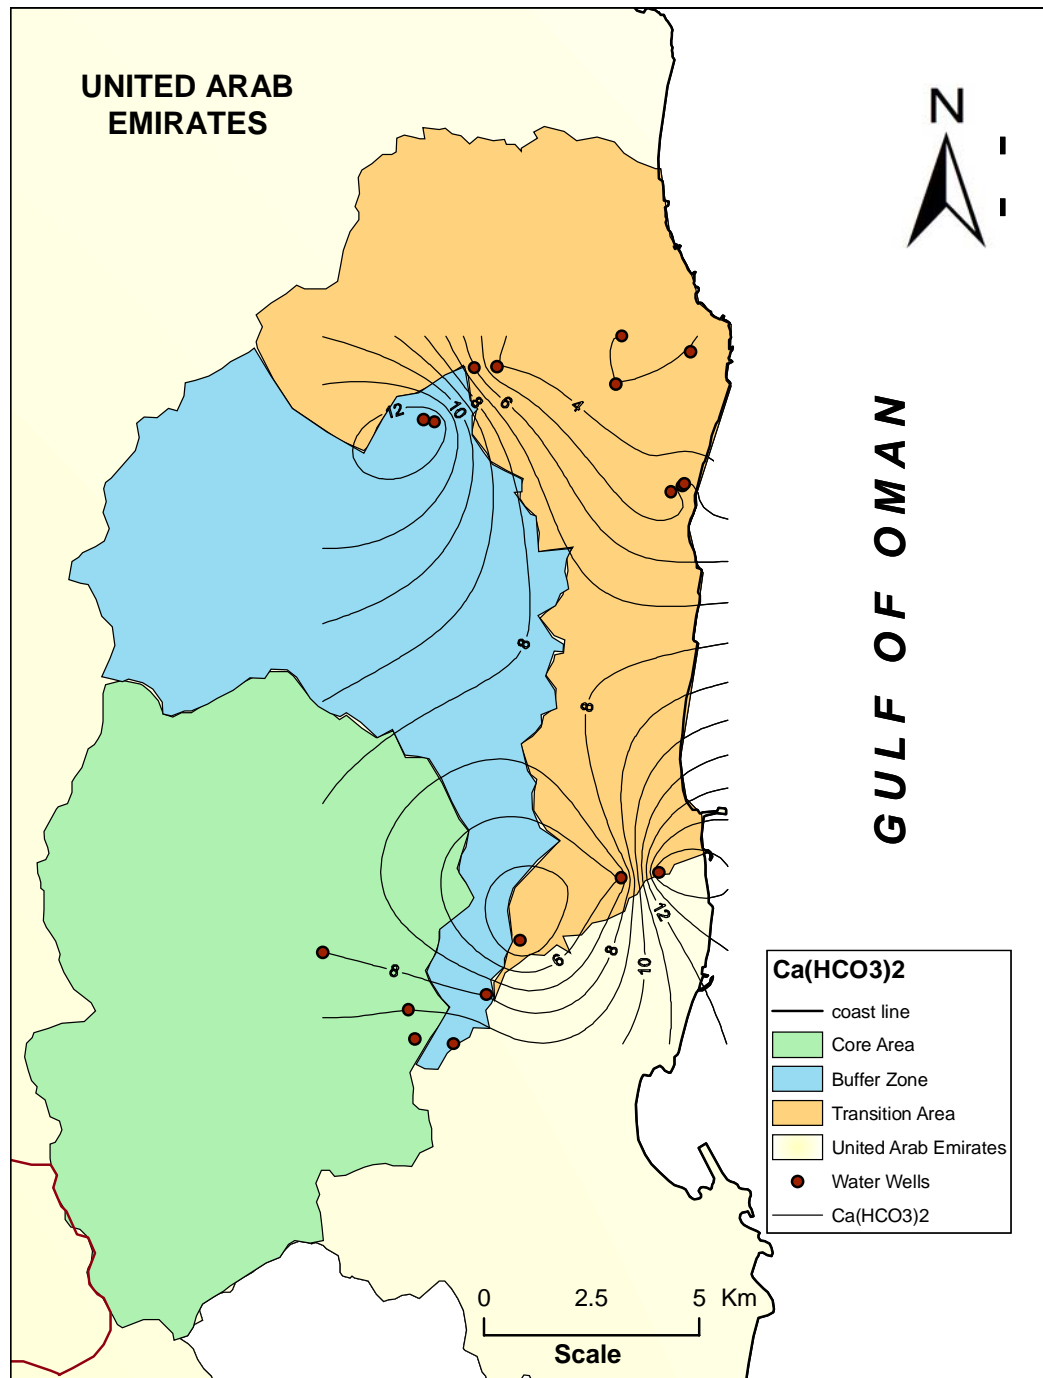 UNITED ARAB
EMIRATES
N
12
10
8
6
4
8
8
GULF OF OMAN
12
8
6
8
10
Ca(HCO3)2
coast line
Core Area
Buffer Zone
Transition Area
United Arab Emirates
Water Wells
Ca(HCO3)2
0 2.5 5 Km
Scale